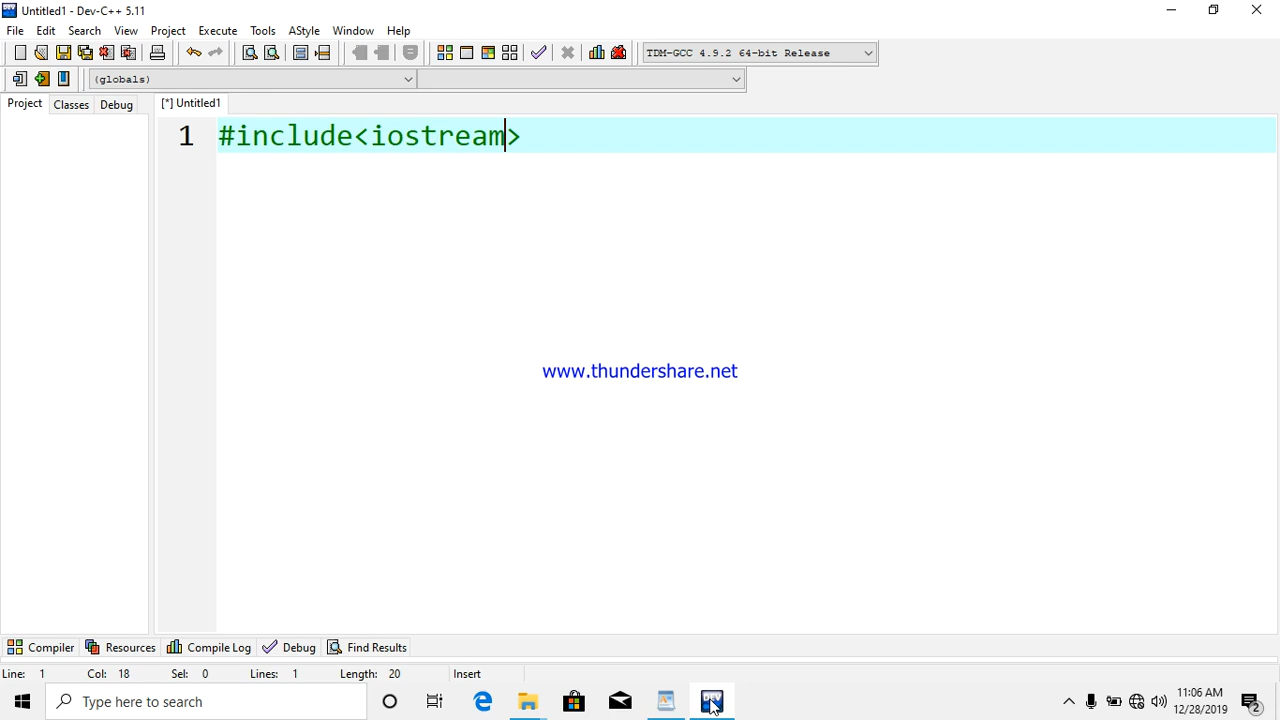 Untitled1 - Dev-C++ 5.11
File Edit Search View Project Execute Tools AStyle Window Help
TDM-GCC 4.9.2 64-bit Release
(globals)
Project Classes Debug [*] Untitled1
1 #include<iostream>
www.thundershare.net
Compiler Resources Compile Log Debug Find Results
Line: 1 Col: 18 Sel: 0 Lines: 1 Length: 20 Insert
Type here to search
DEV
11:06 AM
12/28/2019
2